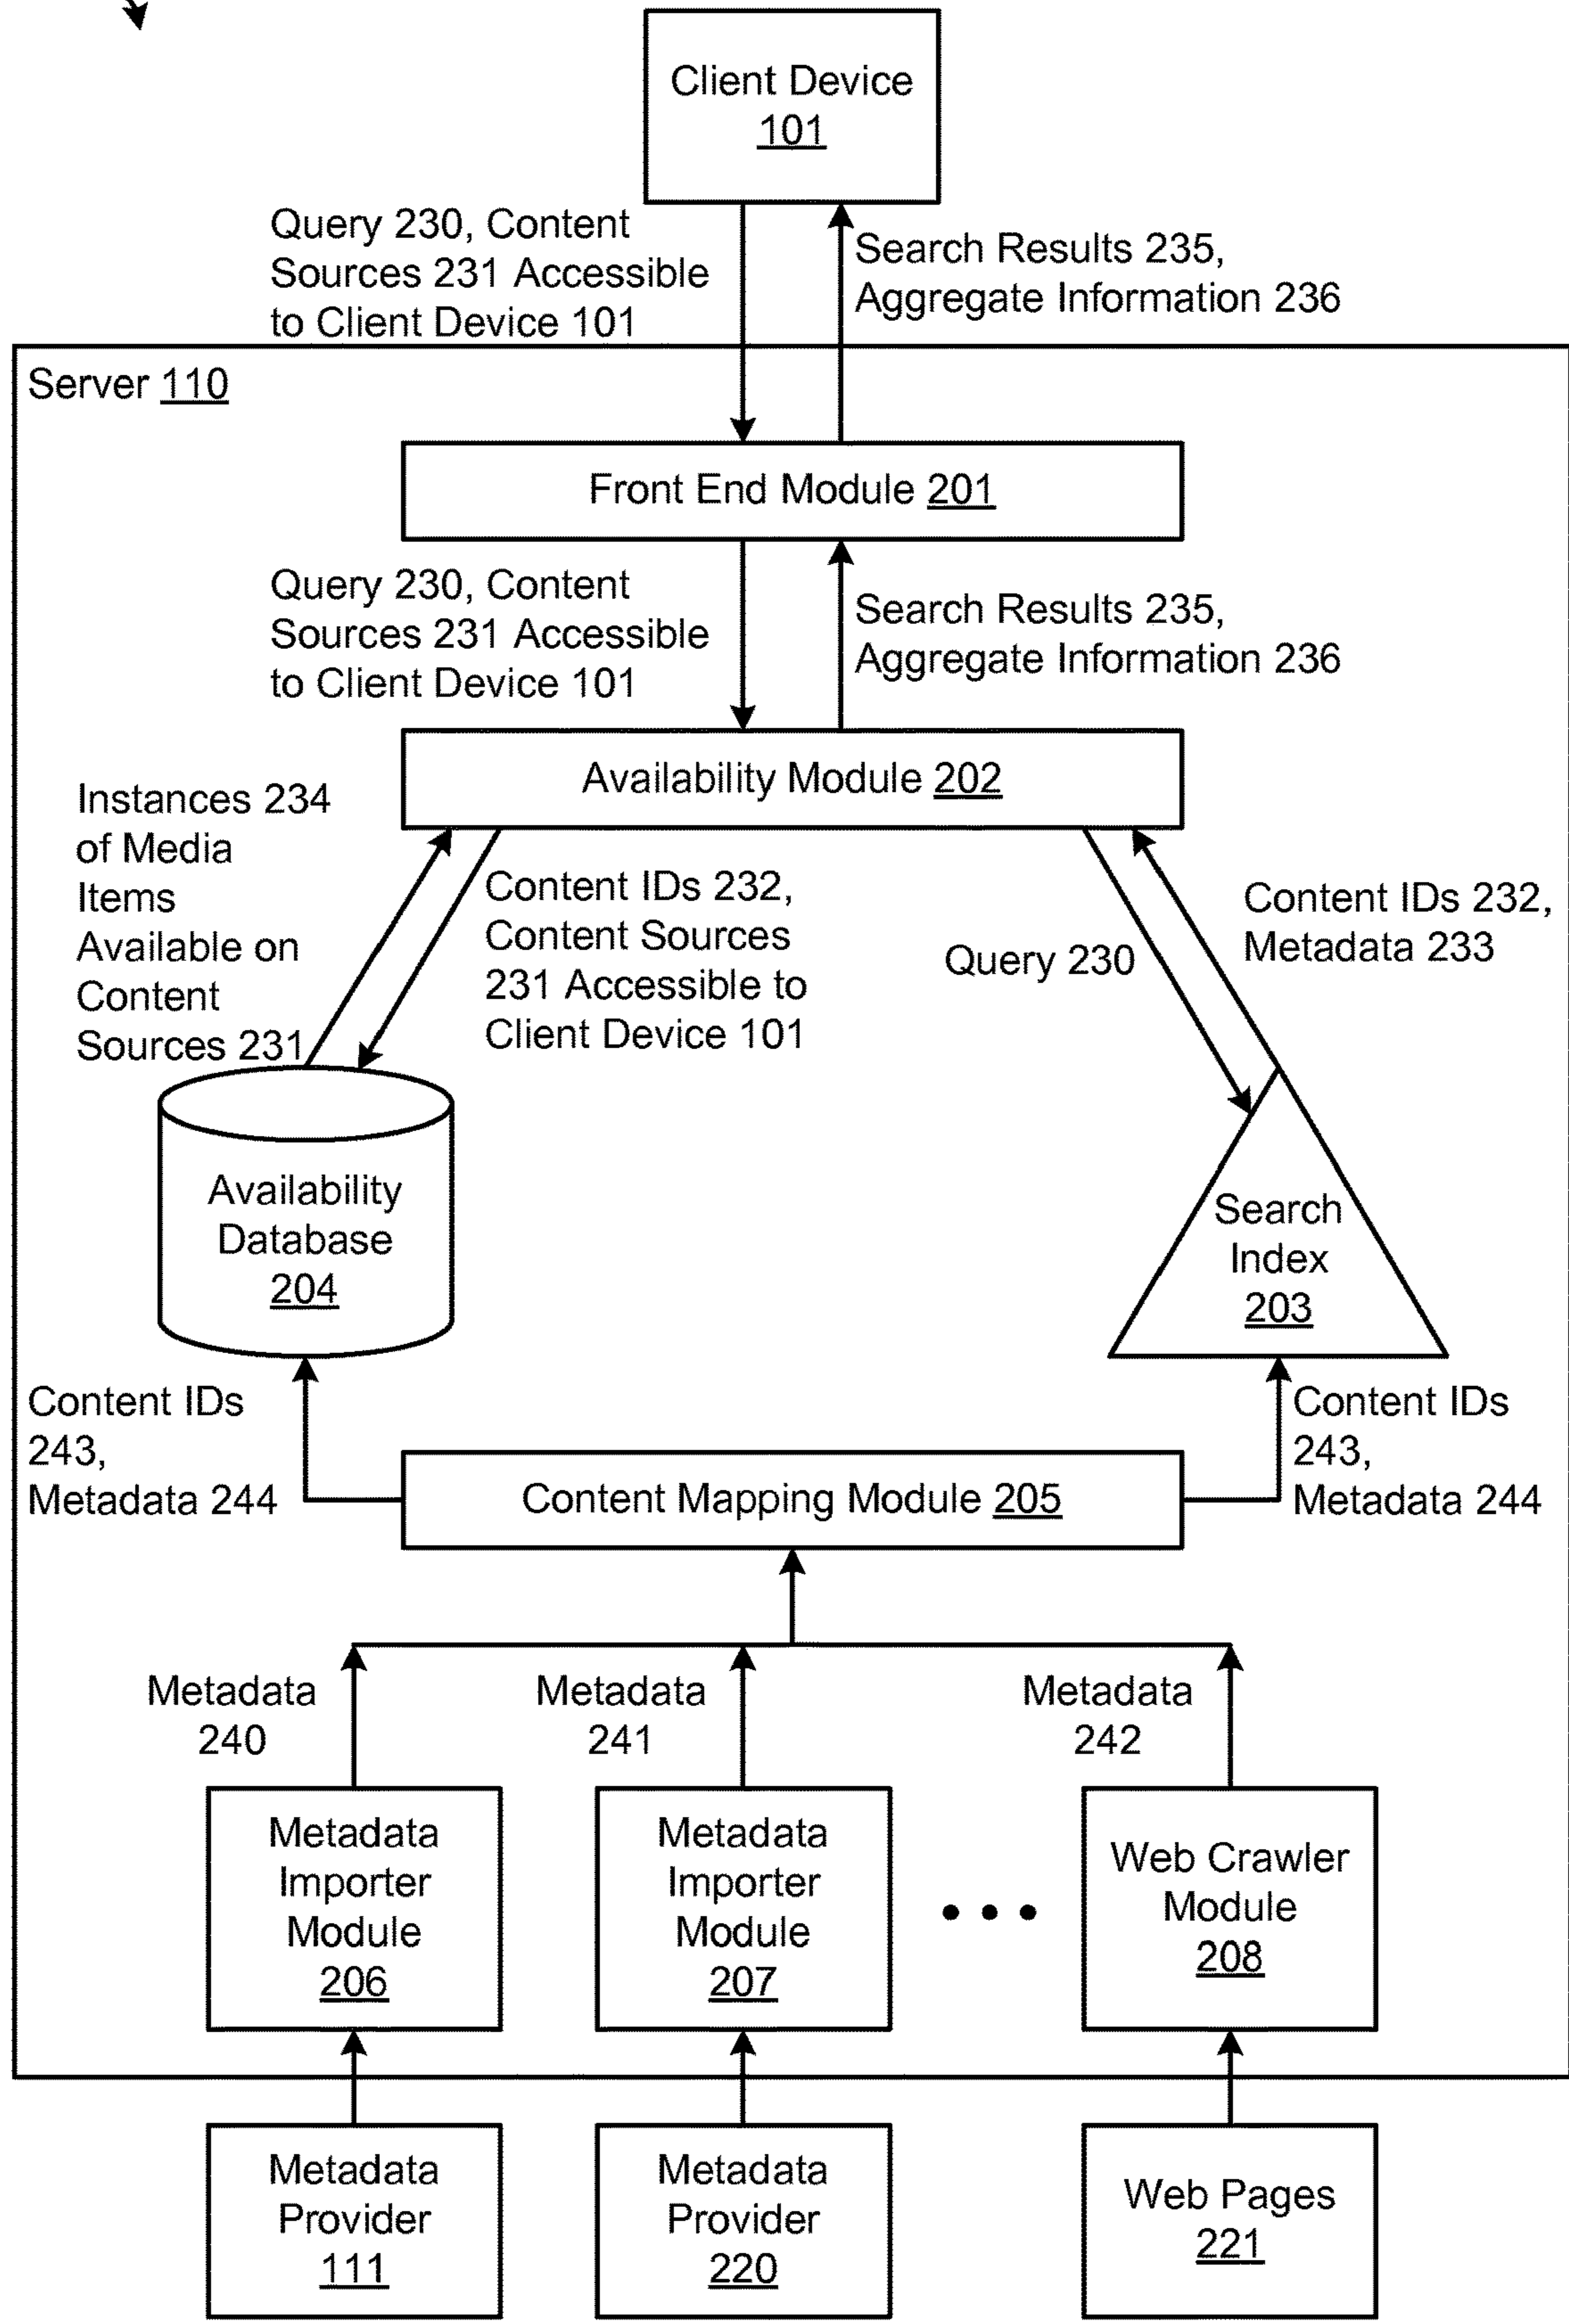 Client Device
101
Query 230, Content
Sources 231 Accessible
to Client Device 101
Search Results 235,
Aggregate Information 236
Server 110
Front End Module 201
Query 230, Content
Sources 231 Accessible
to Client Device 101
Search Results 235,
Aggregate Information 236
Availability Module 202
Instances 234
of Media
Items
Available on
Content
Sources 231
Content IDs 232,
Content Sources
231 Accessible to
Client Device 101
Query 230
Content IDs 232,
Metadata 233
Availability
Database
204
Search
Index
203
Content IDs
243,
Metadata 244
Content Mapping Module 205
Content IDs
243,
Metadata 244
Metadata
240
Metadata
241
Metadata
242
Metadata
Importer
Module
206
Metadata
Importer
Module
207
Web Crawler
Module
208
Metadata
Provider
111
Metadata
Provider
220
Web Pages
221